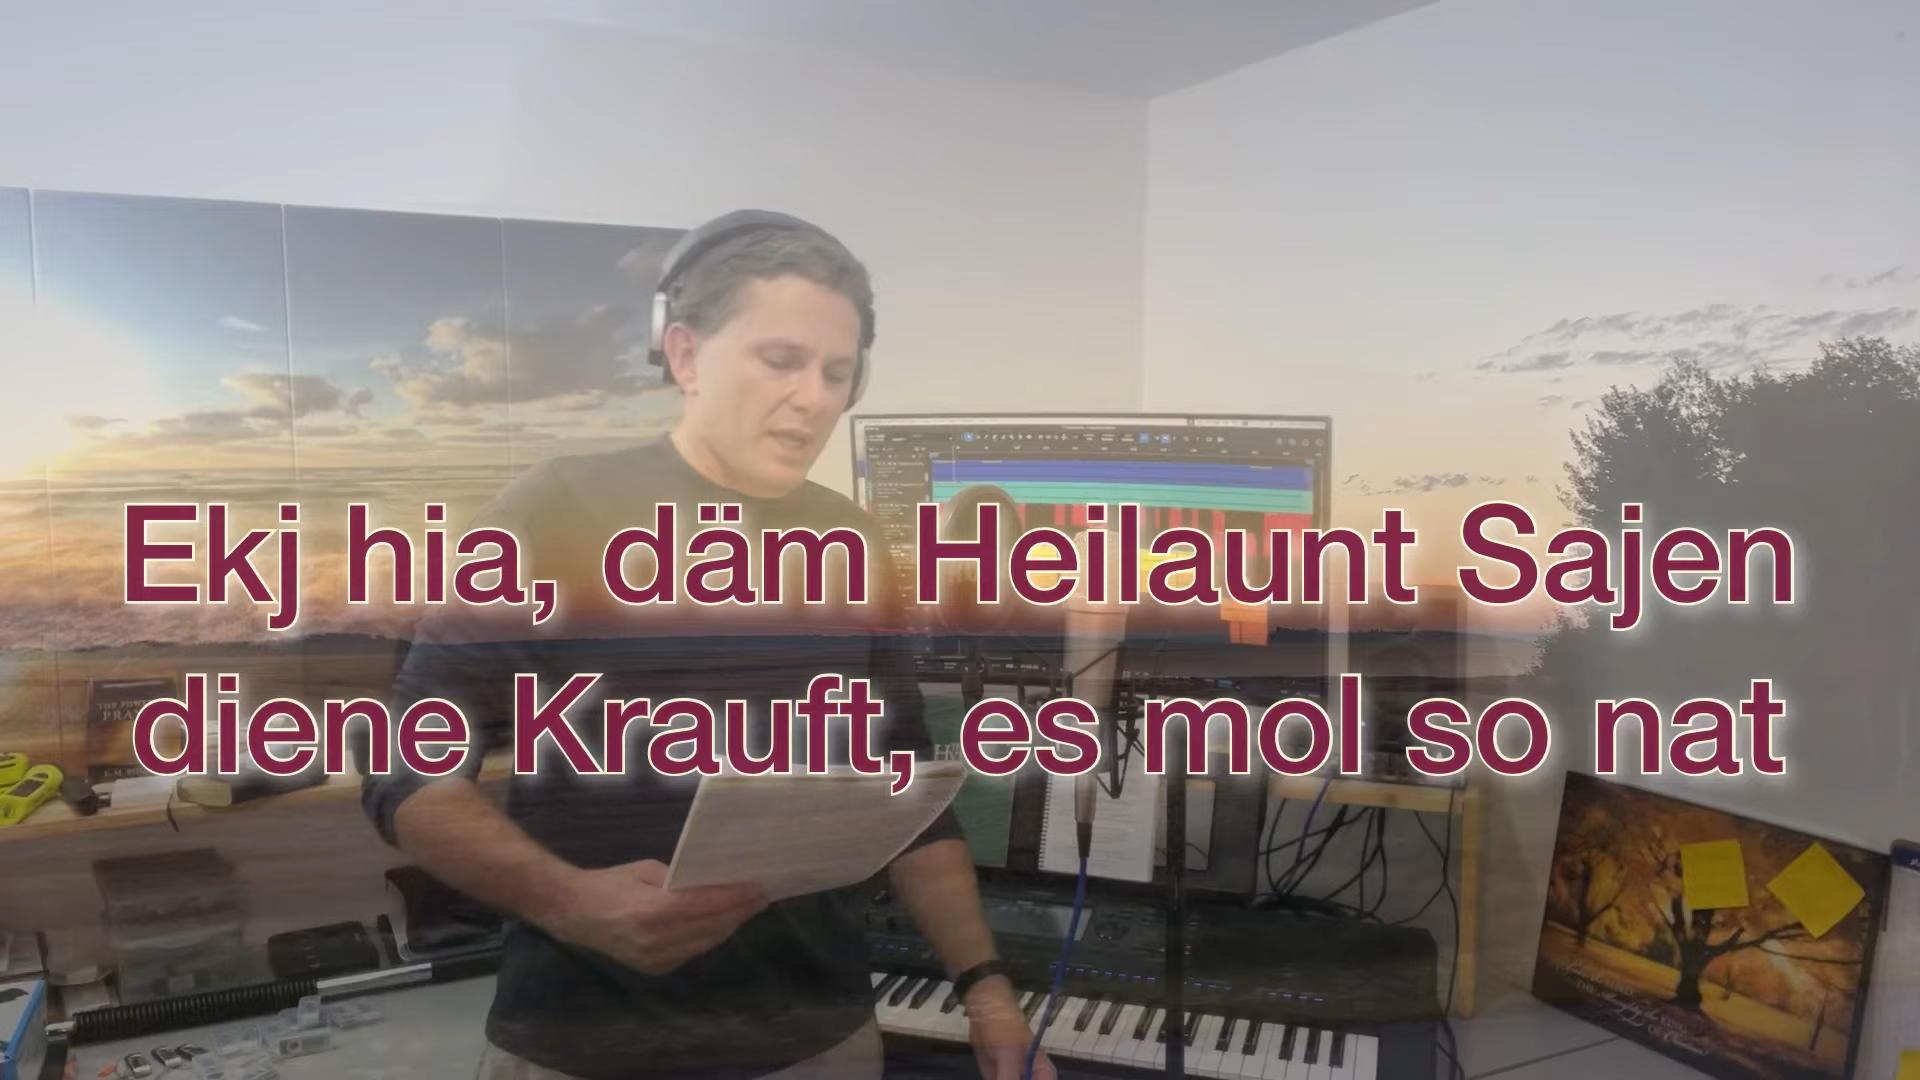 Ekj hia, däm Heilaunt Sajen
diene Krauft, es mol so nat